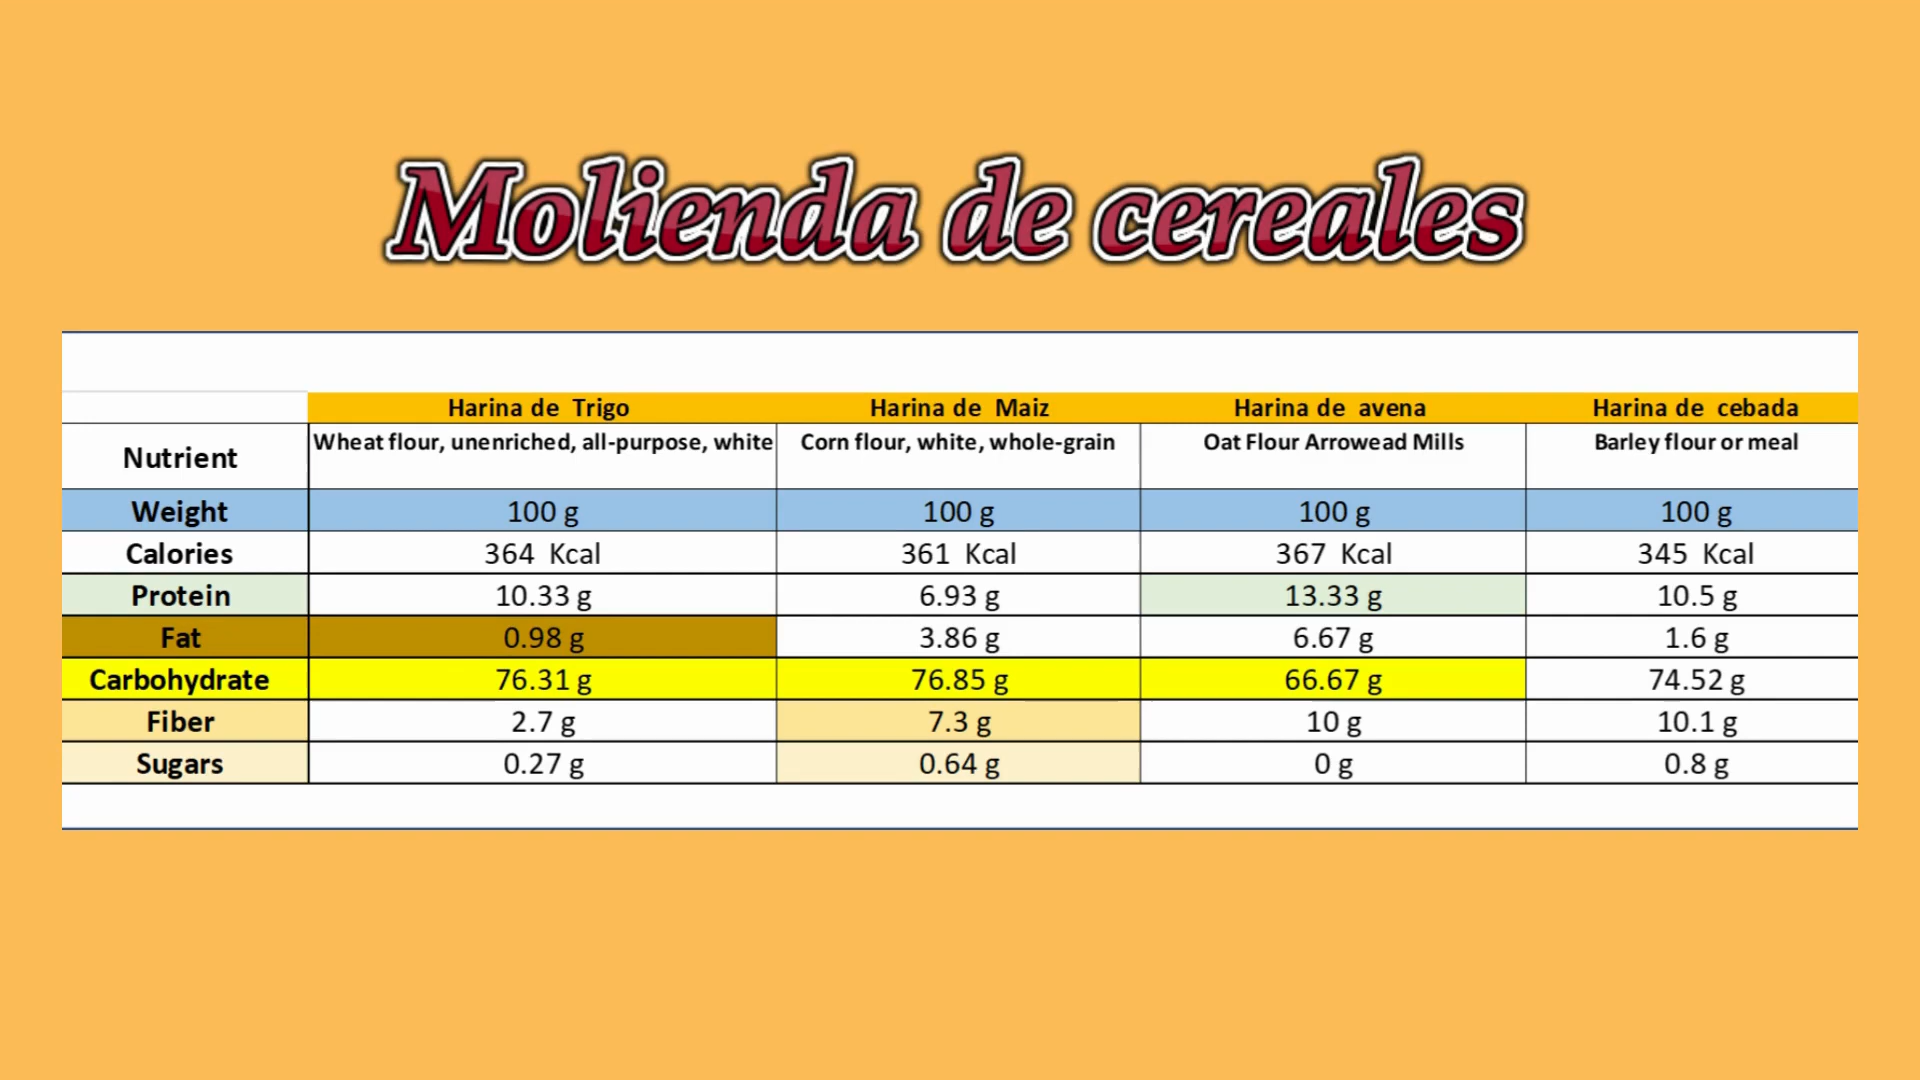 Molienda de cereales
Harina de Trigo Harina de Maiz Harina de avena Harina de cebada
Nutrient Wheat flour, unenriched, all-purpose, white Corn flour, white, whole-grain Oat Flour Arrowead Mills Barley flour or meal
Weight 100 g 100 g 100 g 100 g
Calories 364 Kcal 361 Kcal 367 Kcal 345 Kcal
Protein 10.33 g 6.93 g 13.33 g 10.5 g
Fat 0.98 g 3.86 g 6.67 g 1.6 g
Carbohydrate 76.31 g 76.85 g 66.67 g 74.52 g
Fiber 2.7 g 7.3 g 10 g 10.1 g
Sugars 0.27 g 0.64 g 0 g 0.8 g